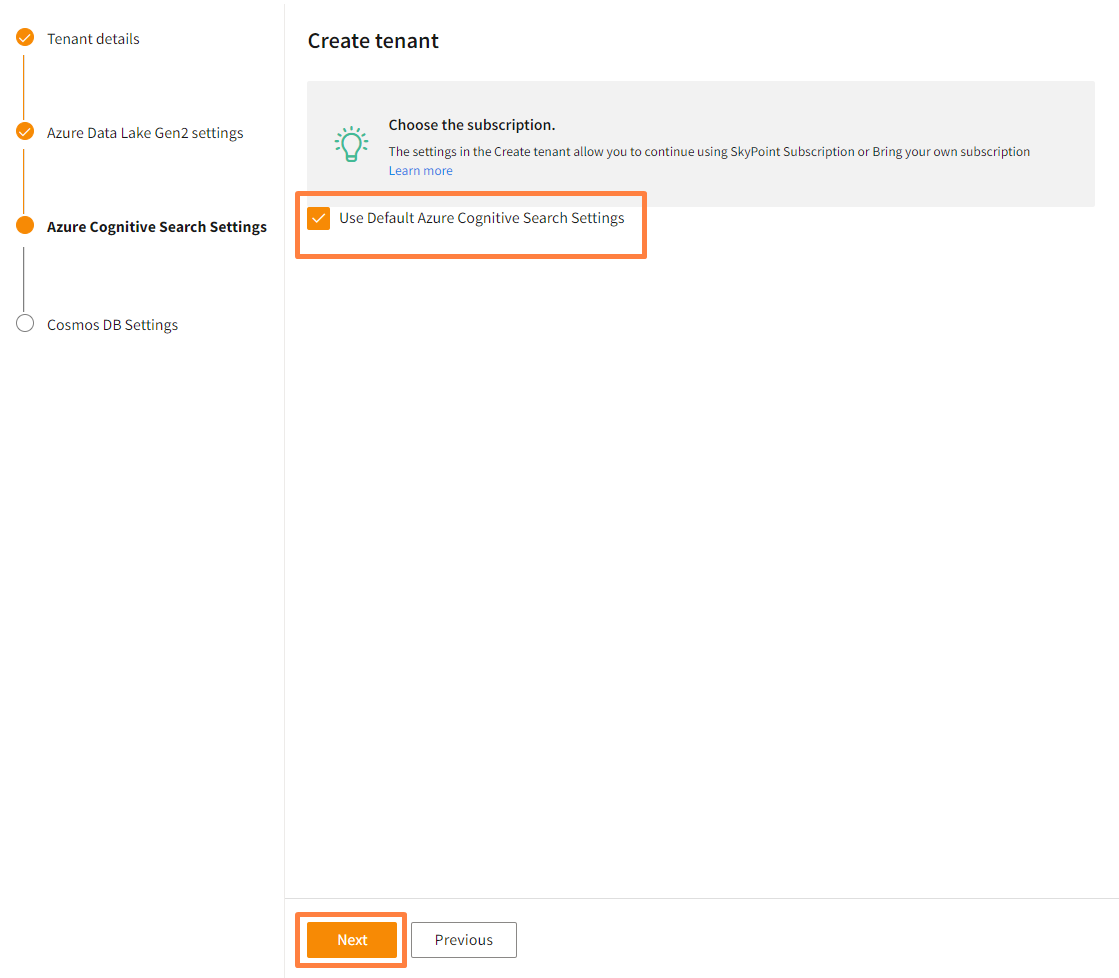 Tenant details
Azure Data Lake Gen2 settings
Azure Cognitive Search Settings
Cosmos DB Settings
Create tenant
Choose the subscription.
The settings in the Create tenant allow you to continue using SkyPoint Subscription or Bring your own subscription
Learn more
Use Default Azure Cognitive Search Settings
Next
Previous